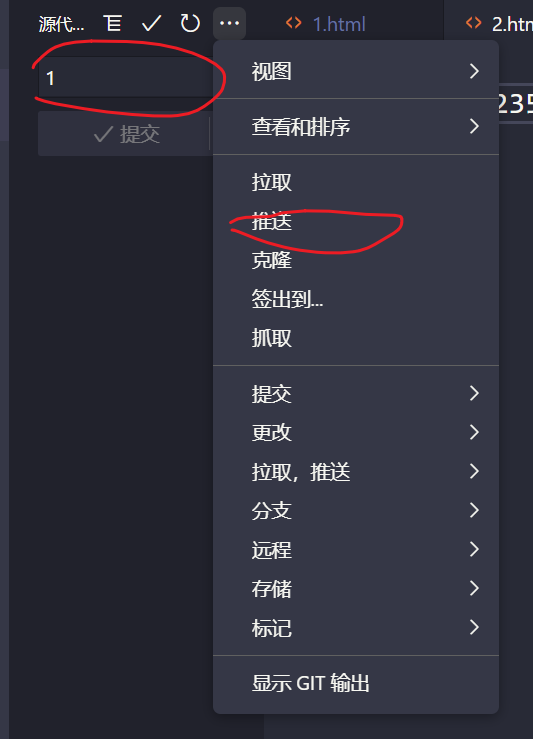 源代...
1.html
2.htm
1
提交
235
视图
查看和排序
拉取
推送
克隆
签出到...
抓取
提交
更改
拉取，推送
分支
远程
存储
标记
显示 GIT 输出